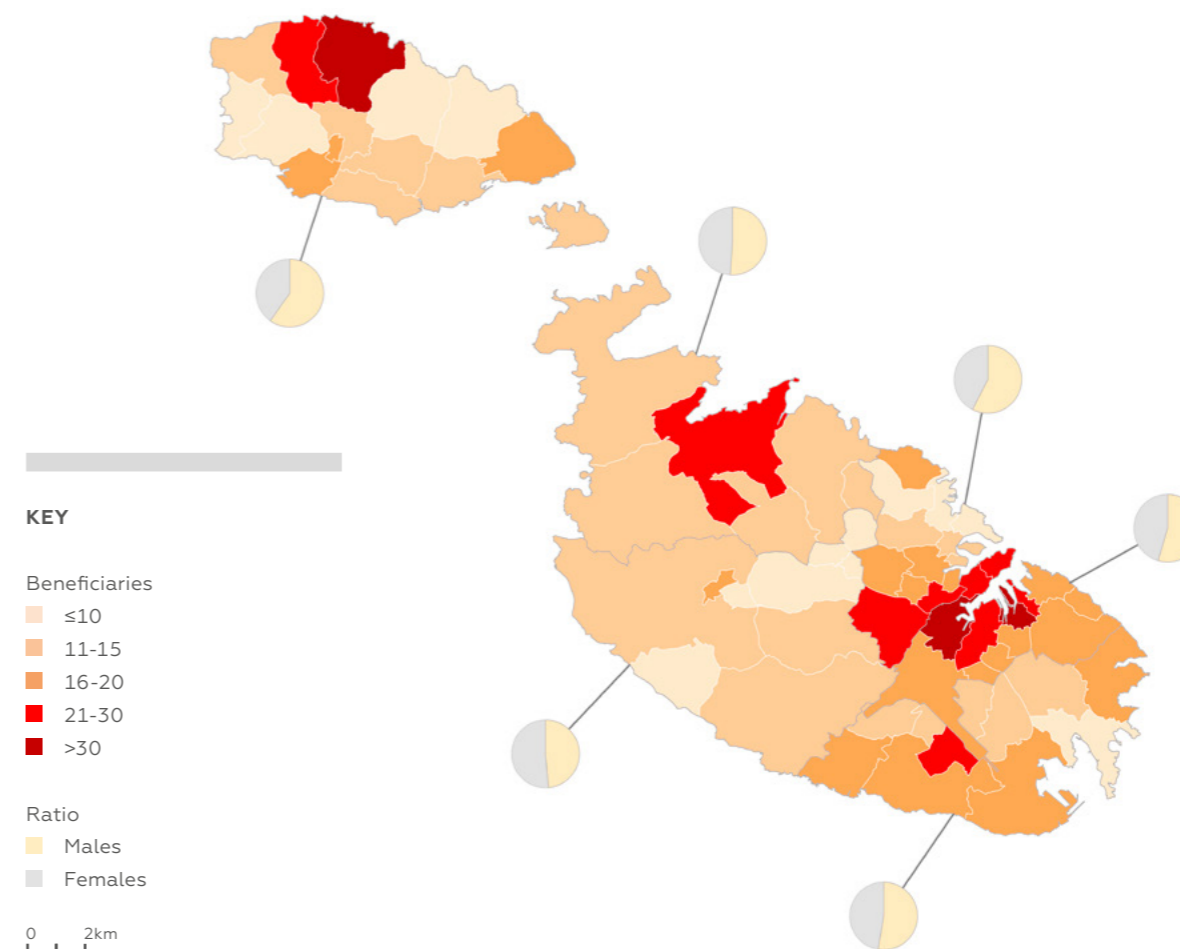 KEY
Beneficiaries
≤10
11-15
16-20
21-30
>30
Ratio
Males
Females
0 2km